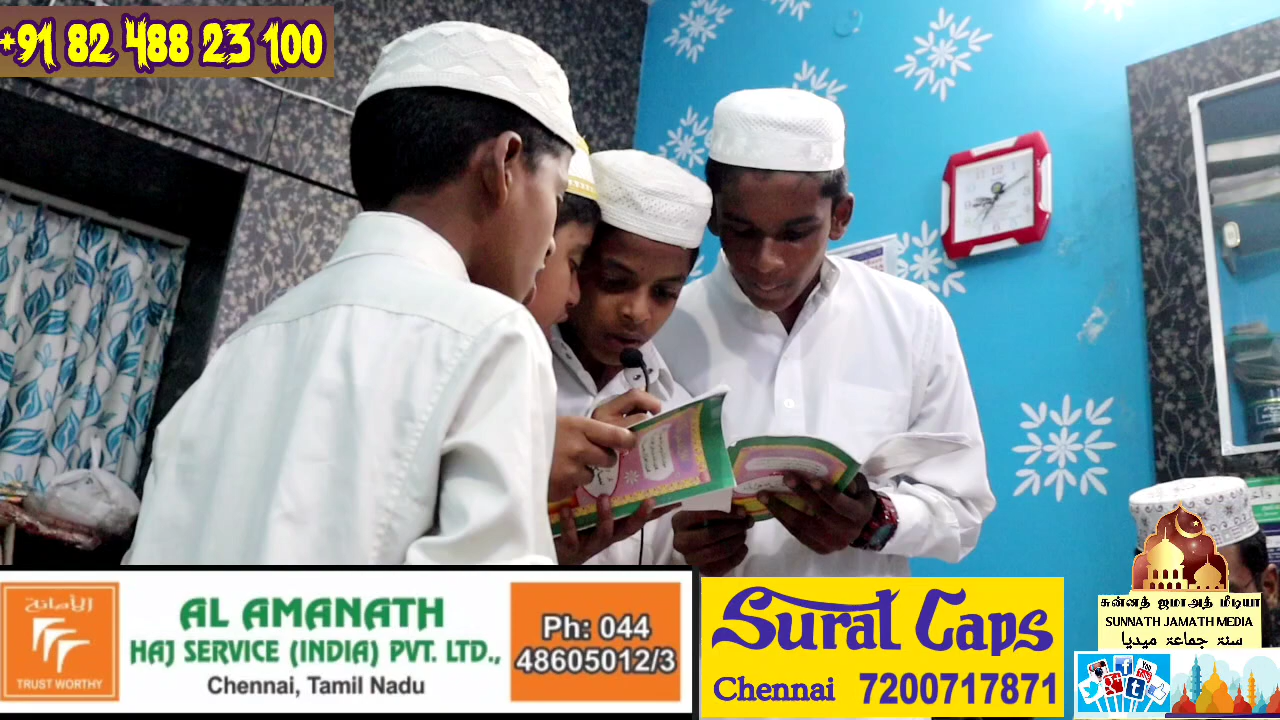 +91 82 488 23 100
الأمانة
TRUST WORTHY
AL AMANATH
HAJ SERVICE (INDIA) PVT. LTD.,
Chennai, Tamil Nadu
Ph: 044
48605012/3
Surat Caps
Chennai 7200717871
சுன்னத் ஜமாஅத் மீடியா
SUNNATH JAMATH MEDIA
سنة جماعة ميديا